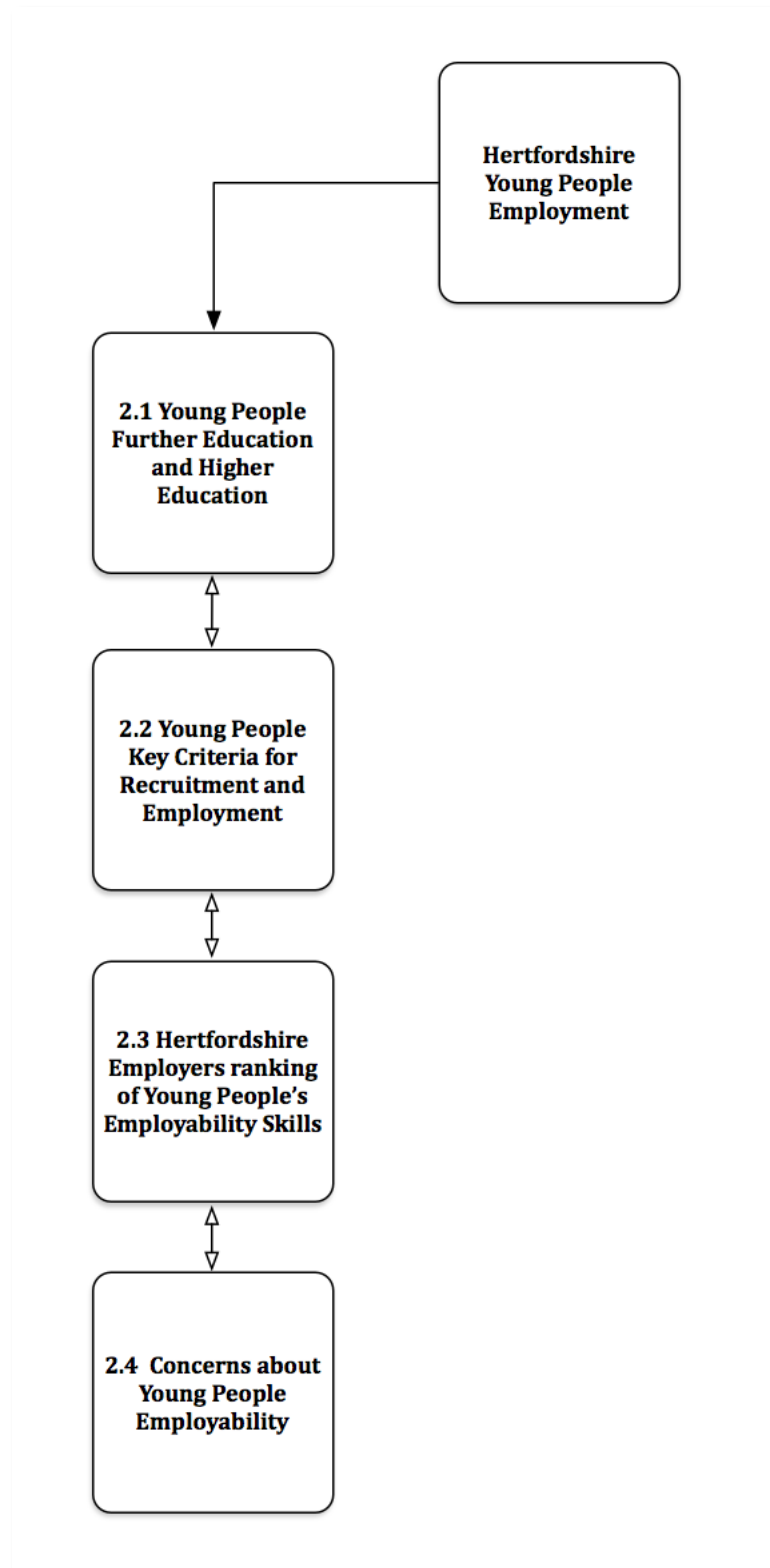 Hertfordshire
Young People
Employment
2.1 Young People
Further Education
and Higher
Education
2.2 Young People
Key Criteria for
Recruitment and
Employment
2.3 Hertfordshire
Employers ranking
of Young People’s
Employability Skills
2.4  Concerns about
Young People
Employability